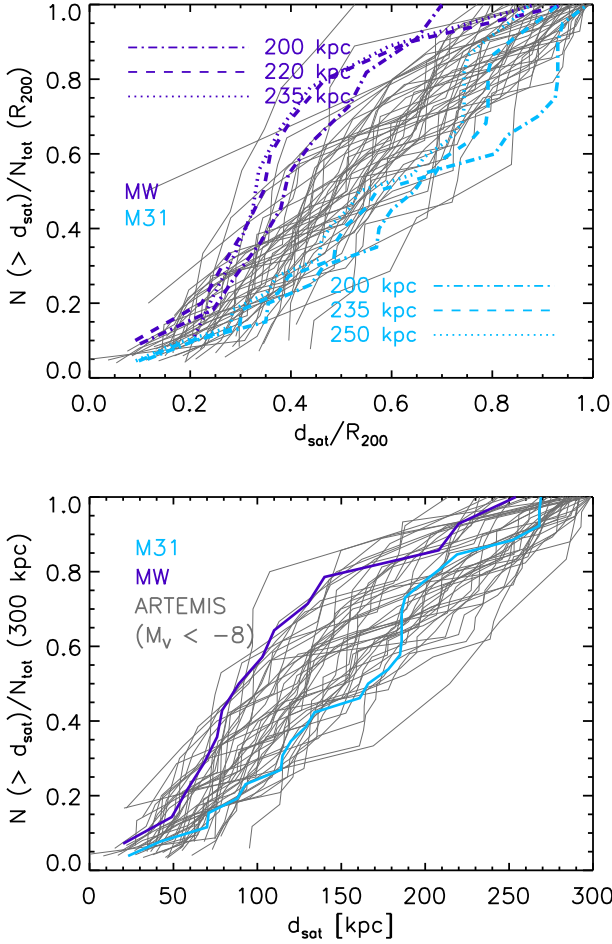 N (> d_sat)/N_tot (R_200)
1.0
0.8
0.6
0.4
0.2
0.0
200 kpc
220 kpc
235 kpc
MW
M31
200 kpc
235 kpc
250 kpc
0.0 0.2 0.4 0.6 0.8 1.0
d_sat/R_200
N (> d_sat)/N_tot (300 kpc)
1.0
0.8
0.6
0.4
0.2
0.0
M31
MW
ARTEMIS
(M_V < -8)
0 50 100 150 200 250 300
d_sat [kpc]